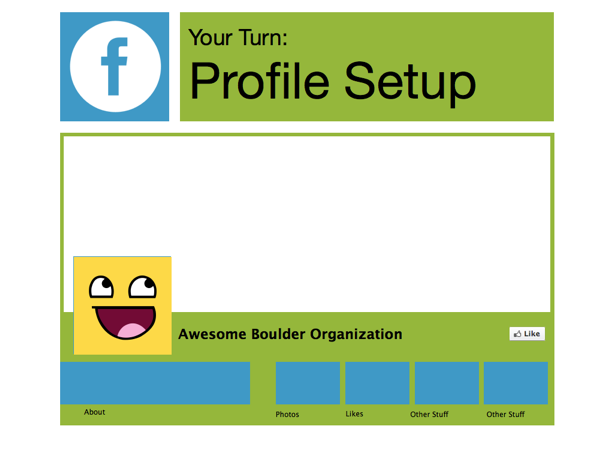 f
Your Turn:
Profile Setup
Awesome Boulder Organization
Like
About
Photos
Likes
Other Stuff
Other Stuff